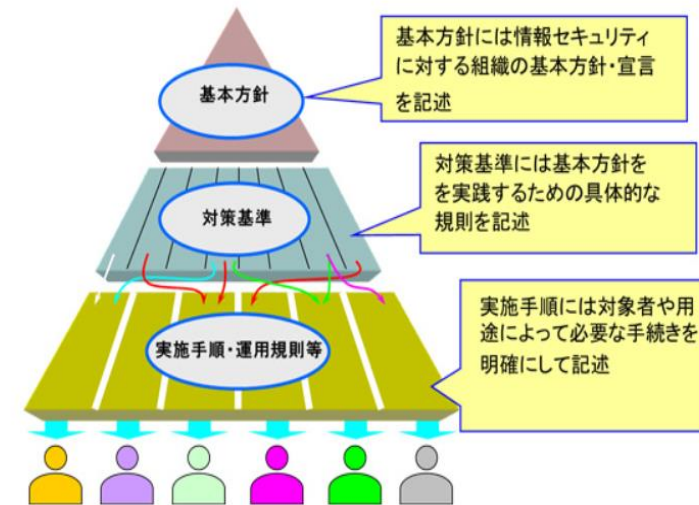 基本方針
基本方針には情報セキュリティ
に対する組織の基本方針・宣言
を記述
対策基準
対策基準には基本方針を
を実践するための具体的な
規則を記述
実施手順・運用規則等
実施手順には対象者や用
途によって必要な手続きを
明確にして記述